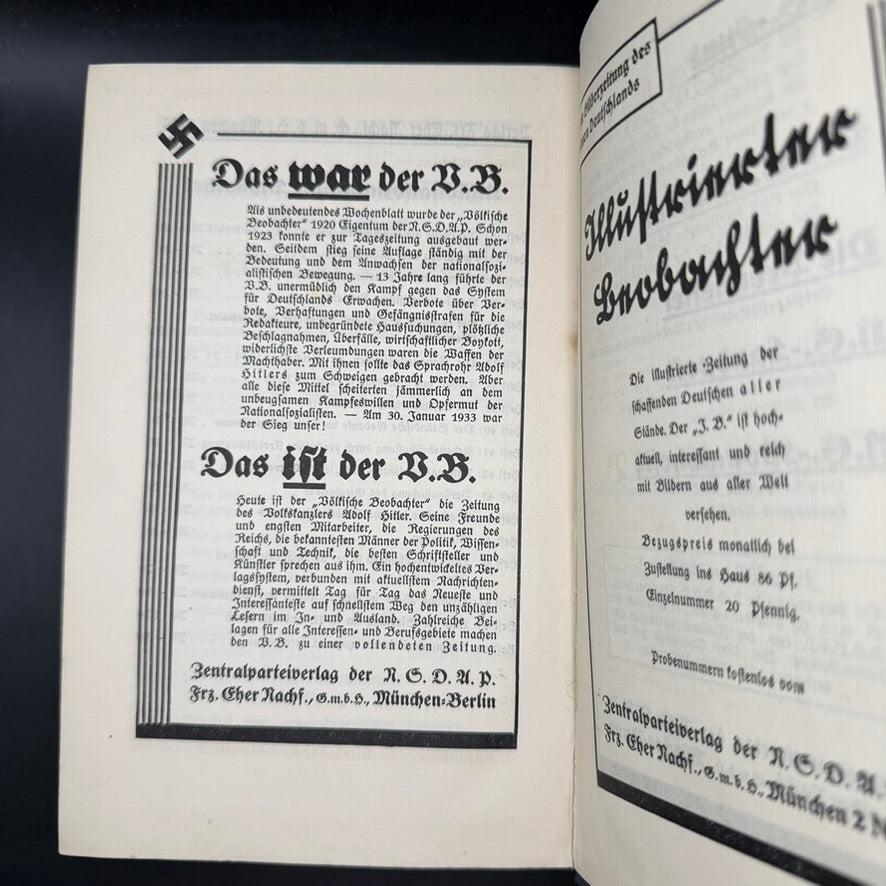 Das war der V.B.
Als unbedeutendes Wochenblatt wurde der „Völkische
Beobachter“ 1920 Eigentum der N.S.D.A.P. Schon
1923 konnte er zur Tageszeitung ausgebaut wer-
den. Seitdem stieg seine Auflage ständig mit der
Bedeutung und dem Anwachsen der nationalsozi-
alistischen Bewegung. — 13 Jahre lang führte der
V.B. unermüdlich den Kampf gegen das System
für Deutschlands Erwachen. Verbote über Ver-
bote, Verhaftungen und Gefängnisstrafen für die
Redakteure, unbegründete Haussuchungen, plötzliche
Beschlagnahmen, Überfälle, wirtschaftlicher Boykott,
widerlichste Verleumdungen waren die Waffen der
Machthaber. Mit ihnen sollte das Sprachrohr Adolf
Hitlers zum Schweigen gebracht werden. Aber
alle diese Mittel scheiterten jämmerlich an dem
unbeugsamen Kampfeswillen und Opfermut der
Nationalsozialisten. — Am 30. Januar 1933 war
der Sieg unser!
Das ist der V.B.
Heute ist der „Völkische Beobachter“ die Zeitung
des Volkskanzlers Adolf Hitler. Seine Freunde
und engsten Mitarbeiter, die Regierungen des
Reichs, die bekanntesten Männer der Politik, Wissen-
schaft und Technik, die besten Schriftsteller und
Künstler sprechen aus ihm. Ein hochentwickeltes Ver-
lagssystem, verbunden mit aktuellstem Nachrichten-
dienst, vermittelt Tag für Tag das Neueste und
Interessanteste auf schnellstem Weg den unzähligen
Lesern im In- und Ausland. Zahlreiche Bei-
lagen für alle Interessen- und Berufsgebiete machen
den V.B. zu einer vollendeten Zeitung.
Zentralparteiverlag der N.S.D.A.P.
Frz. Eher Nachf., G.m.b.H., München-Berlin
Bilderzeitung des
Deutschlands
Illustrierter
Beobachter
Die illustrierte Zeitung der
schaffenden Deutschen aller
Stände. Der „J. B.“ ist hoch-
aktuell, interessant und reich
mit Bildern aus aller Welt
versehen.
Bezugspreis monatlich bei
Zustellung ins Haus 86 Pf.
Einzelnummer 20 Pfennig.
Probenummern kostenlos vom
Zentralparteiverlag der N.S.D.A.
Frz. Eher Nachf., G.m.b.H., München 2 N